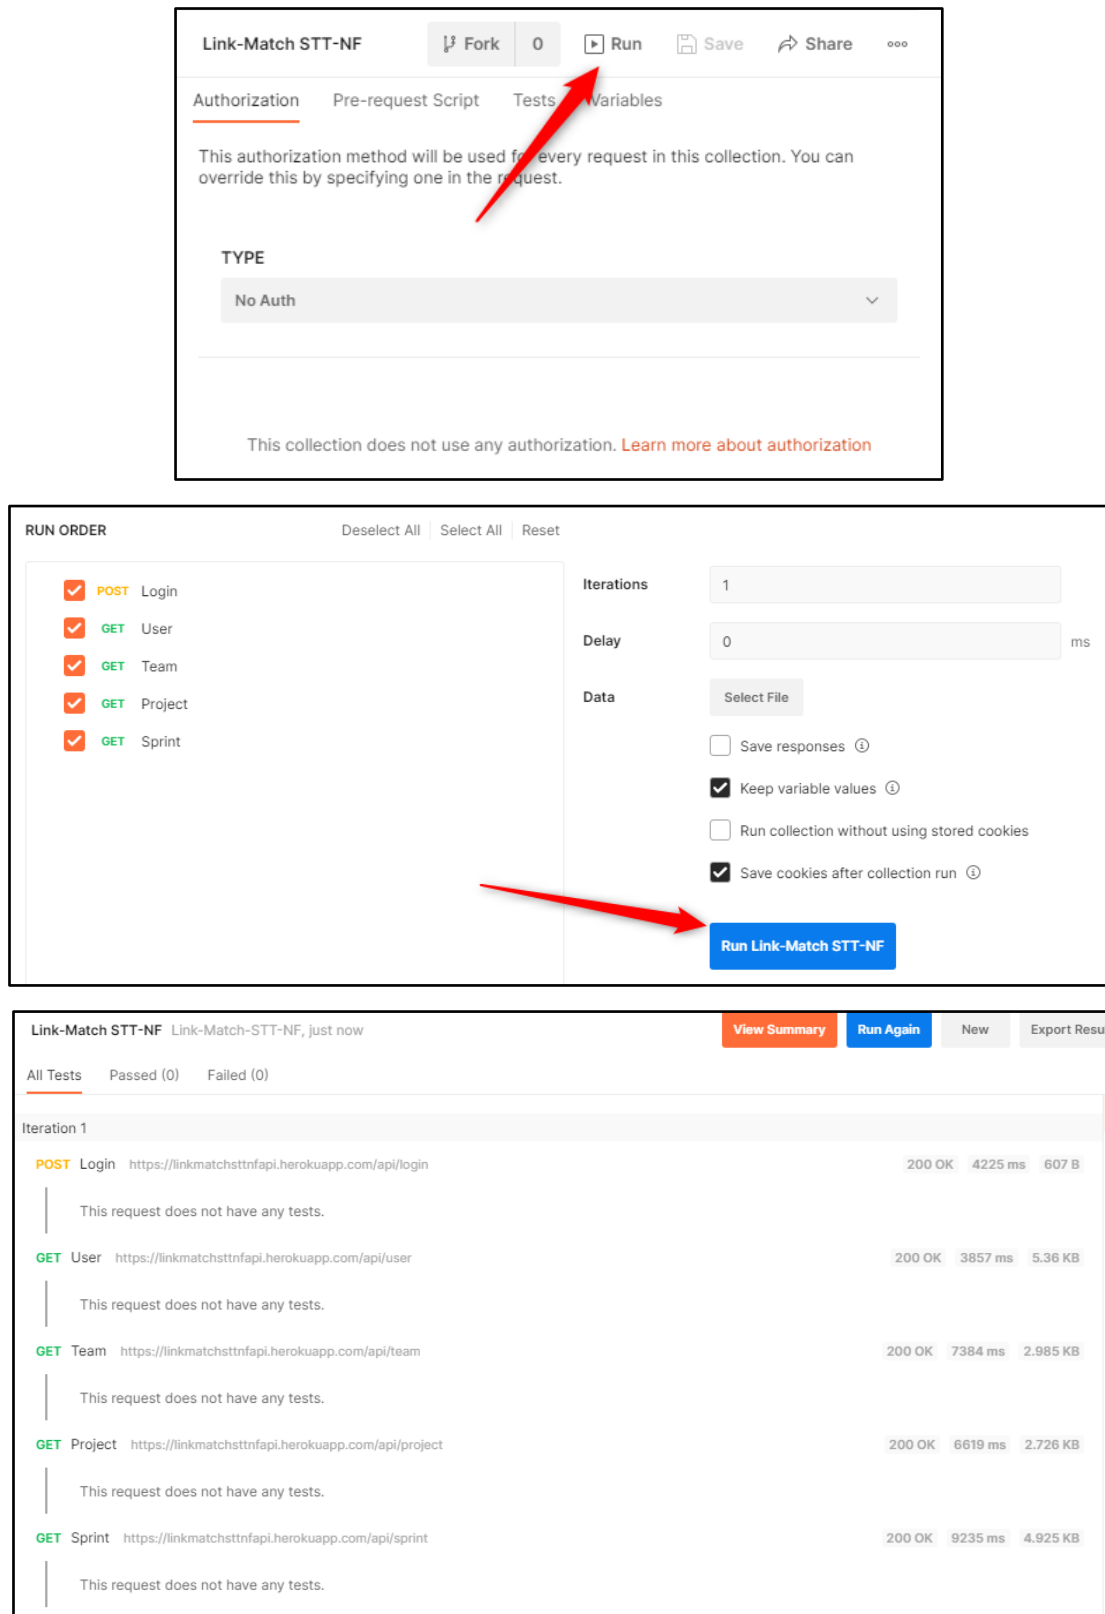 Link-Match STT-NF Fork 0 Run Save Share
Authorization Pre-request Script Tests Variables
This authorization method will be used for every request in this collection. You can
override this by specifying one in the request.
TYPE
No Auth
This collection does not use any authorization. Learn more about authorization
RUN ORDER Deselect All Select All Reset
POST Login
GET User
GET Team
GET Project
GET Sprint
Iterations 1
Delay 0 ms
Data Select File
Save responses
Keep variable values
Run collection without using stored cookies
Save cookies after collection run
Run Link-Match STT-NF
Link-Match STT-NF Link-Match-STT-NF, just now View Summary Run Again New Export Resu
All Tests Passed (0) Failed (0)
Iteration 1
POST Login https://linkmatchsttnfapi.herokuapp.com/api/login 200 OK 4225 ms 607 B
This request does not have any tests.
GET User https://linkmatchsttnfapi.herokuapp.com/api/user 200 OK 3857 ms 5.36 KB
This request does not have any tests.
GET Team https://linkmatchsttnfapi.herokuapp.com/api/team 200 OK 7384 ms 2.985 KB
This request does not have any tests.
GET Project https://linkmatchsttnfapi.herokuapp.com/api/project 200 OK 6619 ms 2.726 KB
This request does not have any tests.
GET Sprint https://linkmatchsttnfapi.herokuapp.com/api/sprint 200 OK 9235 ms 4.925 KB
This request does not have any tests.